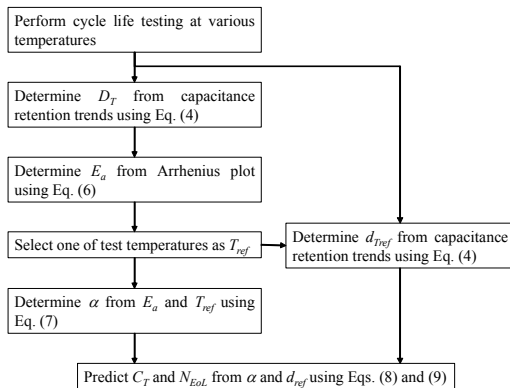 Perform cycle life testing at various
temperatures
Determine D_T from capacitance
retention trends using Eq. (4)
Determine E_a from Arrhenius plot
using Eq. (6)
Select one of test temperatures as T_ref
Determine d_Tref from capacitance
retention trends using Eq. (4)
Determine α from E_a and T_ref using
Eq. (7)
Predict C_T and N_EoL from α and d_ref using Eqs. (8) and (9)